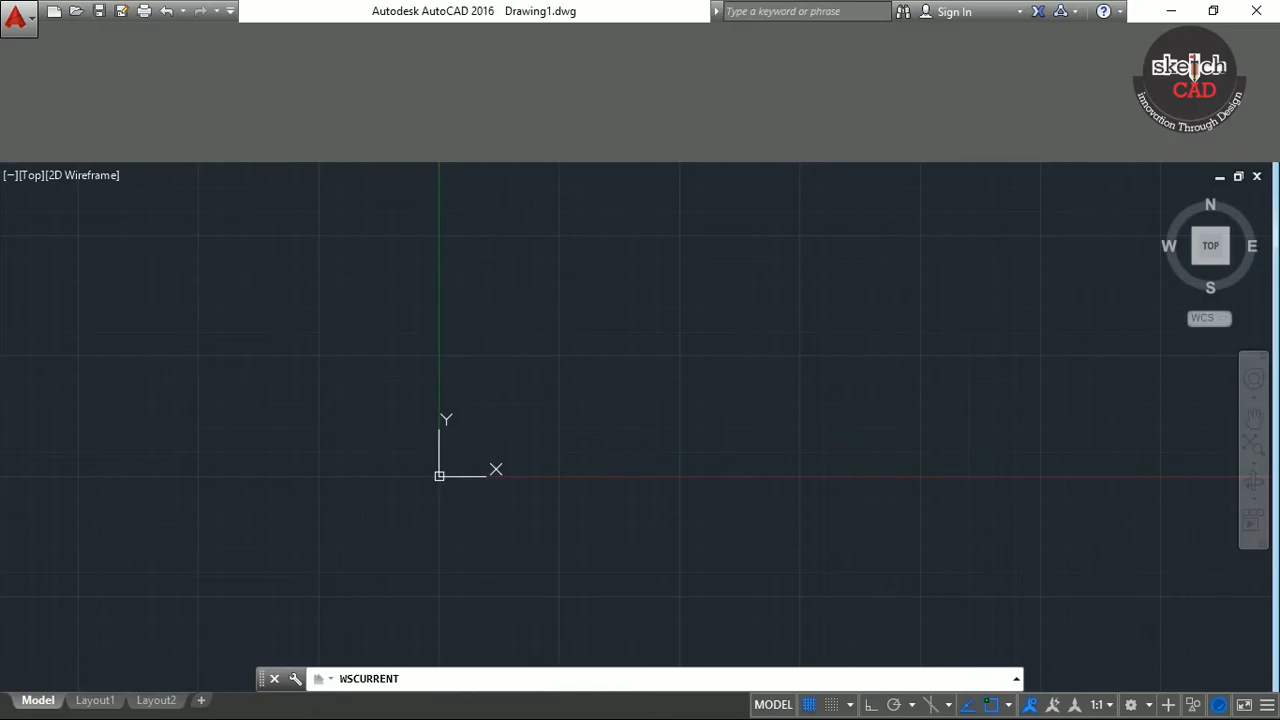 Autodesk AutoCAD 2016 Drawing1.dwg
Type a keyword or phrase
Sign In
sketch
CAD
innovation Through Design
[−][Top][2D Wireframe]
N
W TOP E
S
WCS
Y
X
WSCURRENT
Model Layout1 Layout2 +
MODEL 1:1